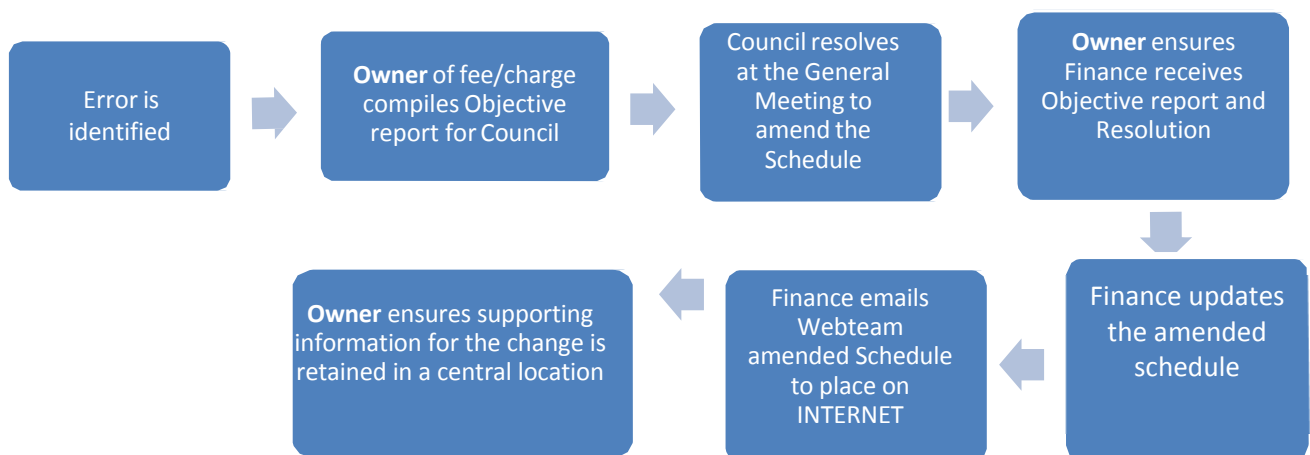 Error is
identified
Owner of fee/charge
compiles Objective
report for Council
Council resolves
at the General
Meeting to
amend the
Schedule
Owner ensures
Finance receives
Objective report and
Resolution
Finance updates
the amended
schedule
Finance emails
Webteam
amended Schedule
to place on
INTERNET
Owner ensures supporting
information for the change is
retained in a central location